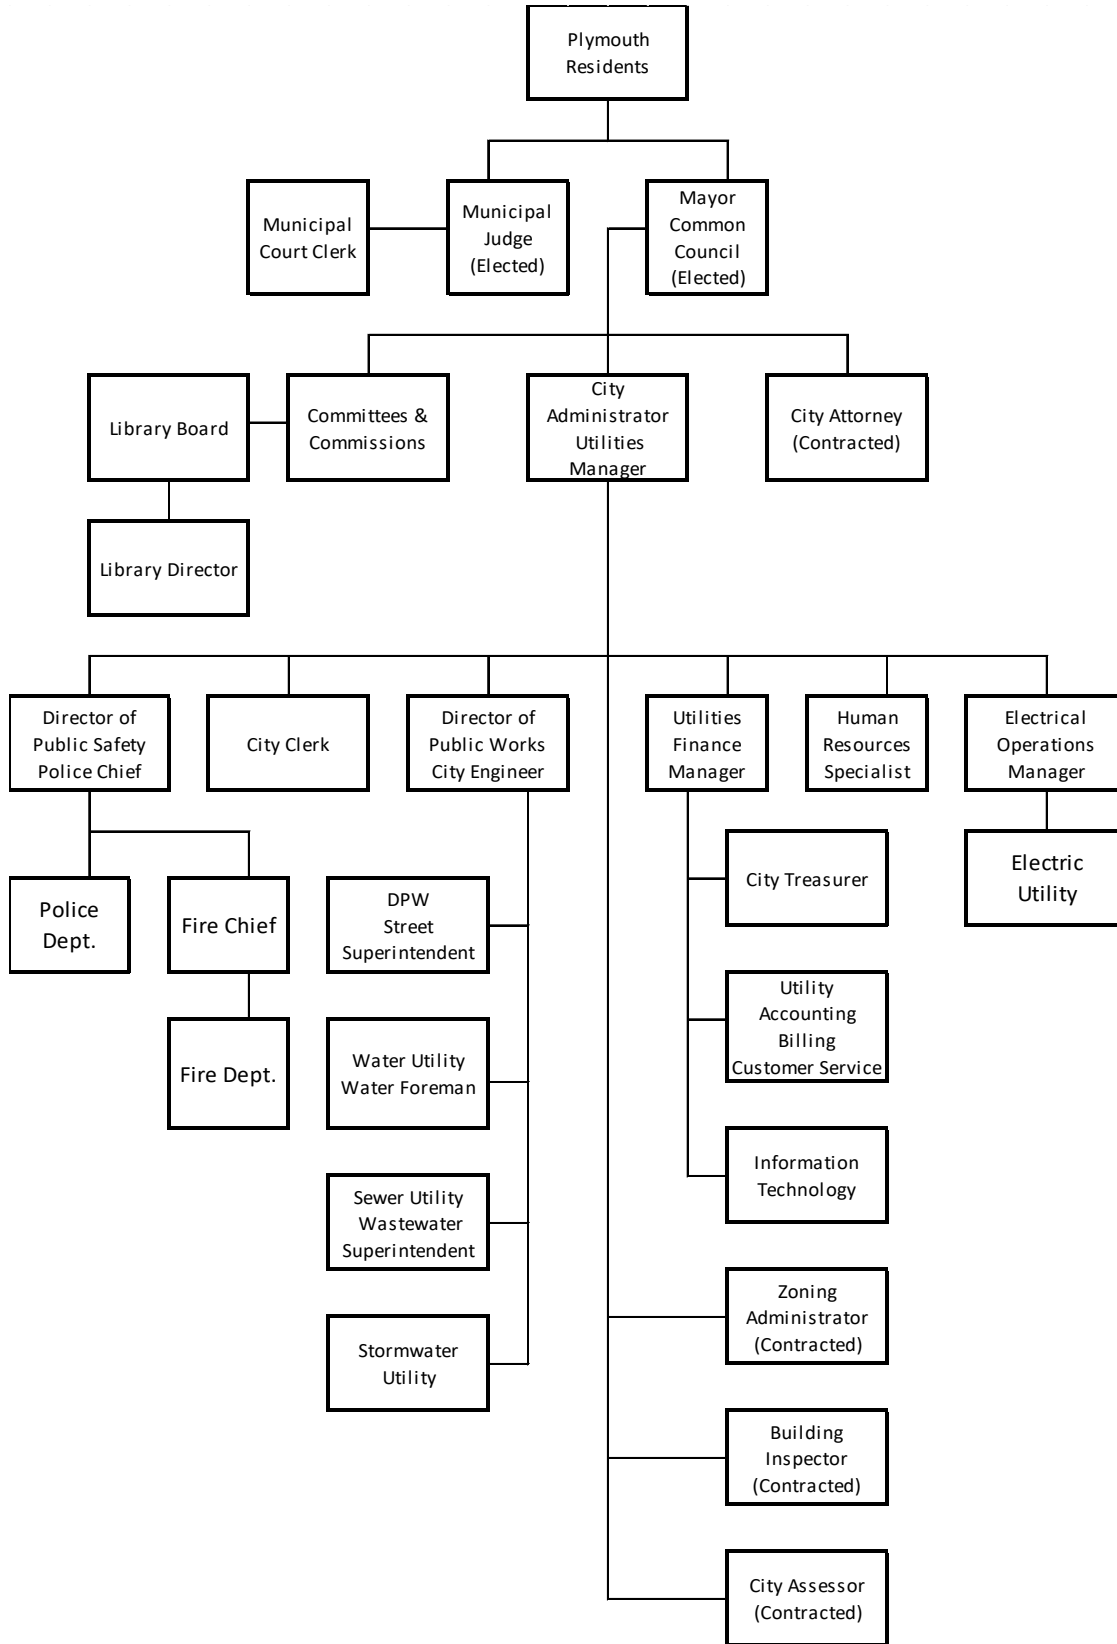 Plymouth
Residents
Municipal
Court Clerk
Municipal
Judge
(Elected)
Mayor
Common
Council
(Elected)
Library Board
Committees &
Commissions
City
Administrator
Utilities
Manager
City Attorney
(Contracted)
Library Director
Director of
Public Safety
Police Chief
City Clerk
Director of
Public Works
City Engineer
Utilities
Finance
Manager
Human
Resources
Specialist
Electrical
Operations
Manager
Police
Dept.
Fire Chief
Fire Dept.
DPW
Street
Superintendent
Water Utility
Water Foreman
Sewer Utility
Wastewater
Superintendent
Stormwater
Utility
City Treasurer
Utility
Accounting
Billing
Customer Service
Information
Technology
Electric
Utility
Zoning
Administrator
(Contracted)
Building
Inspector
(Contracted)
City Assessor
(Contracted)